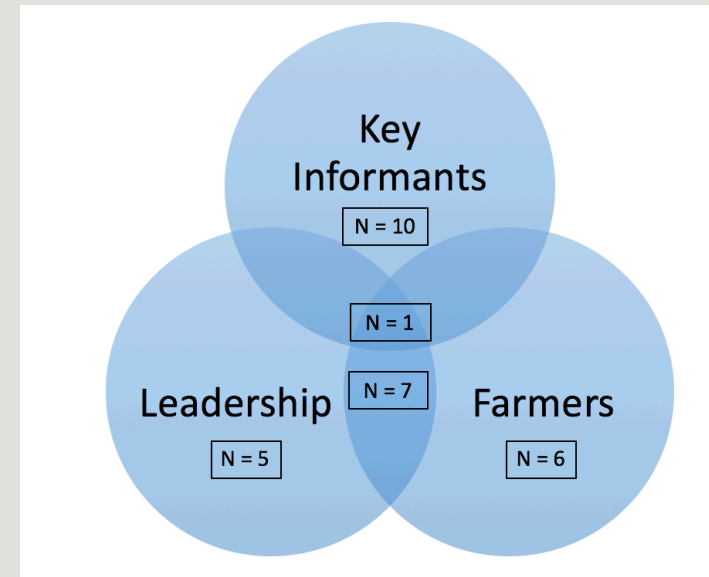 Key
Informants
N = 10
N = 1
N = 7
Leadership
Farmers
N = 5
N = 6